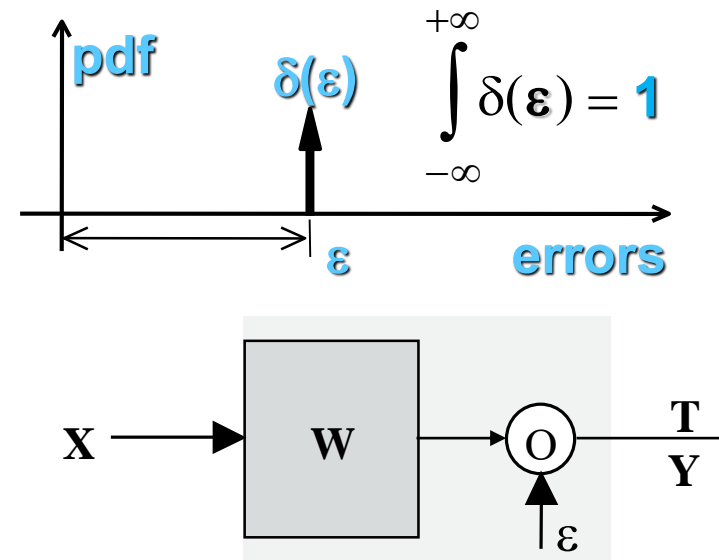 pdf
δ(ε)
+∞
∫ δ(ε) = 1
−∞
ε
errors
X
W
O
T
Y
ε